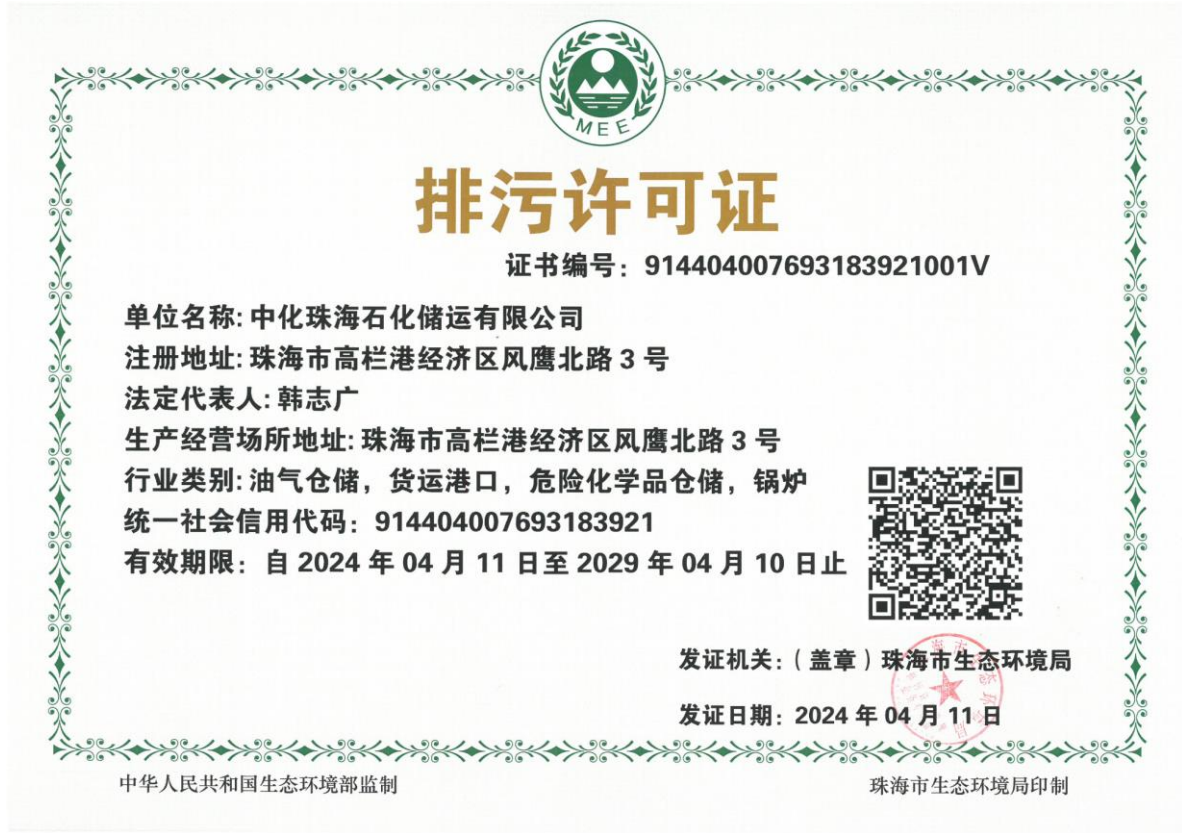 MEE
排污许可证
证书编号：914404007693183921001V
单位名称:中化珠海石化储运有限公司
注册地址:珠海市高栏港经济区风鹰北路 3 号
法定代表人:韩志广
生产经营场所地址:珠海市高栏港经济区风鹰北路 3 号
行业类别:油气仓储，货运港口，危险化学品仓储，锅炉
统一社会信用代码：914404007693183921
有效期限：自 2024 年 04 月 11 日至 2029 年 04 月 10 日止
发证机关：（盖章）珠海市生态环境局
发证日期：2024 年 04 月 11 日
中华人民共和国生态环境部监制
珠海市生态环境局印制